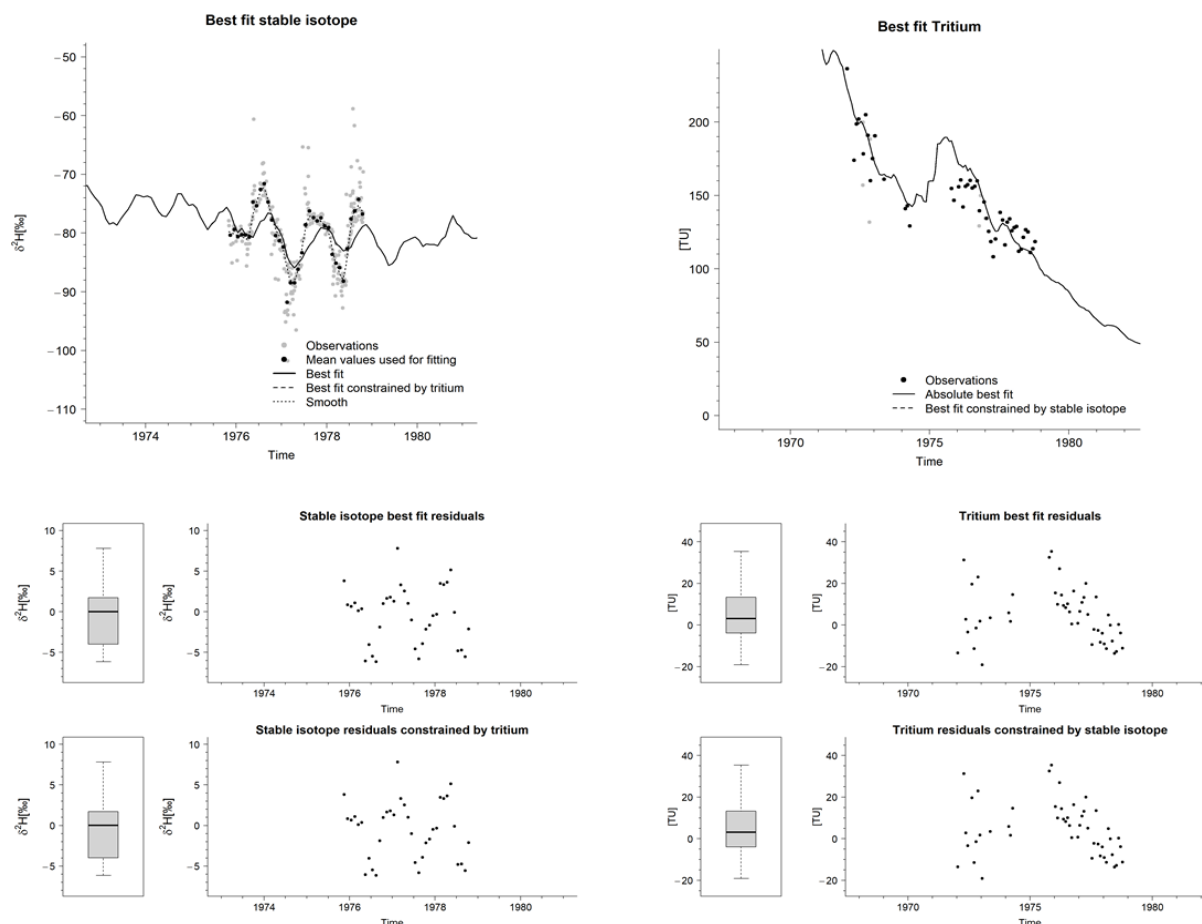 Best fit stable isotope
−50
−60
−70
−80
−90
−100
−110
δ²H[‰]
Observations
Mean values used for fitting
Best fit
Best fit constrained by tritium
Smooth
1974 1976 1978 1980
Time
Best fit Tritium
200
150
100
50
0
[TU]
Observations
Absolute best fit
Best fit constrained by stable isotope
1970 1975 1980
Time
Stable isotope best fit residuals
10
5
0
−5
δ²H[‰]
10
5
0
−5
δ²H[‰]
1974 1976 1978 1980
Time
Tritium best fit residuals
40
20
0
−20
[TU]
40
20
0
−20
[TU]
1970 1975 1980
Time
Stable isotope residuals constrained by tritium
10
5
0
−5
δ²H[‰]
10
5
0
−5
δ²H[‰]
1974 1976 1978 1980
Time
Tritium residuals constrained by stable isotope
40
20
0
−20
[TU]
40
20
0
−20
[TU]
1970 1975 1980
Time